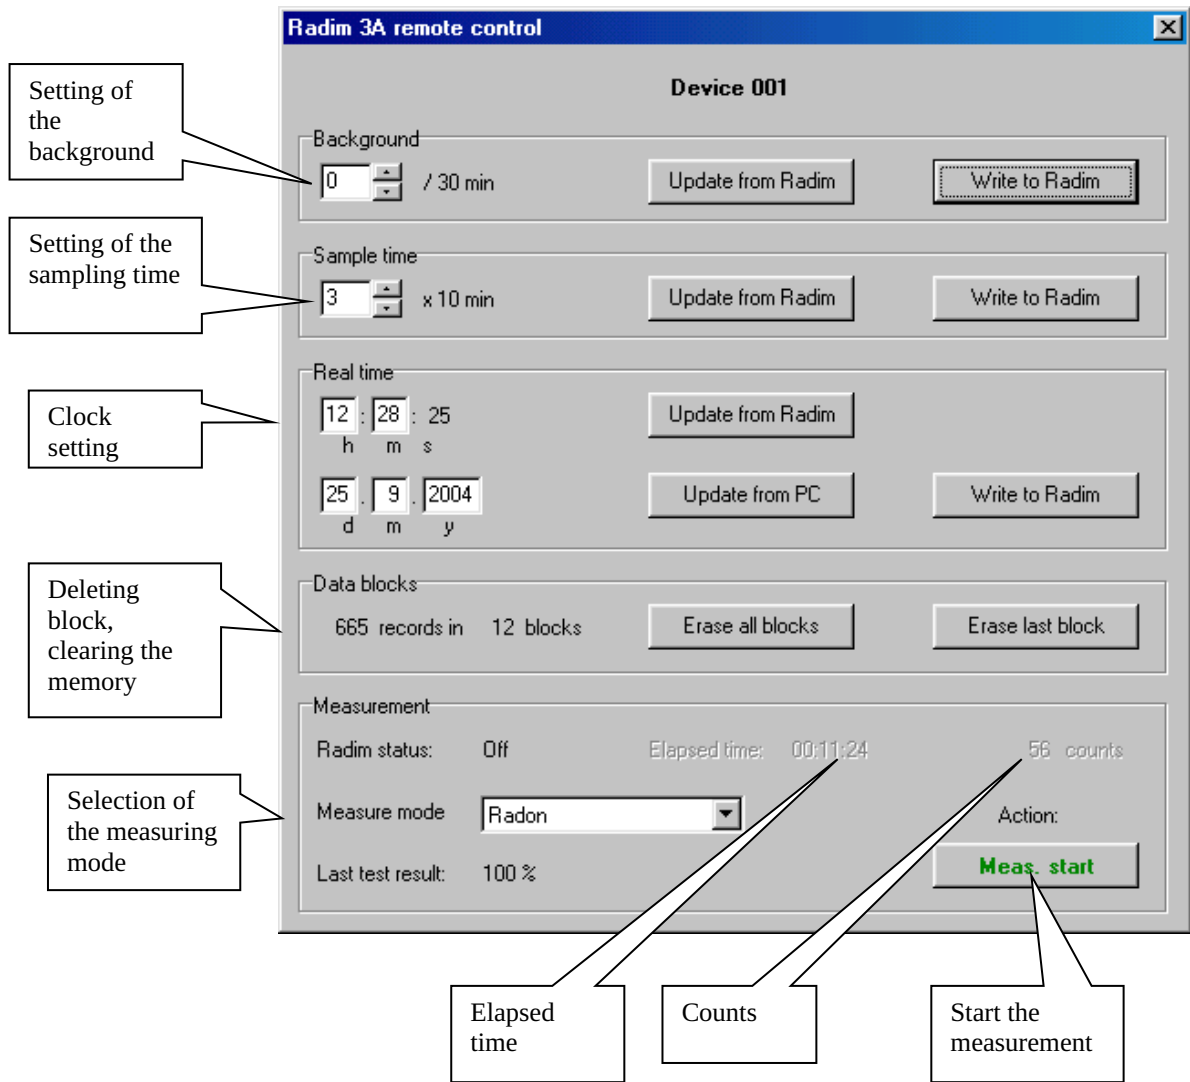 Radim 3A remote control
Device 001
Setting of
the
background
Background
0 / 30 min Update from Radim Write to Radim
Setting of the
sampling time
Sample time
3 x 10 min Update from Radim Write to Radim
Clock
setting
Real time
12 : 28 : 25 Update from Radim
h m s
25 . 9 . 2004 Update from PC Write to Radim
d m y
Deleting
block,
clearing the
memory
Data blocks
665 records in 12 blocks Erase all blocks Erase last block
Measurement
Radim status: Off Elapsed time: 00:11:24 56 counts
Selection of
the measuring
mode
Measure mode Radon Action:
Last test result: 100 % Meas. start
Elapsed
time
Counts
Start the
measurement